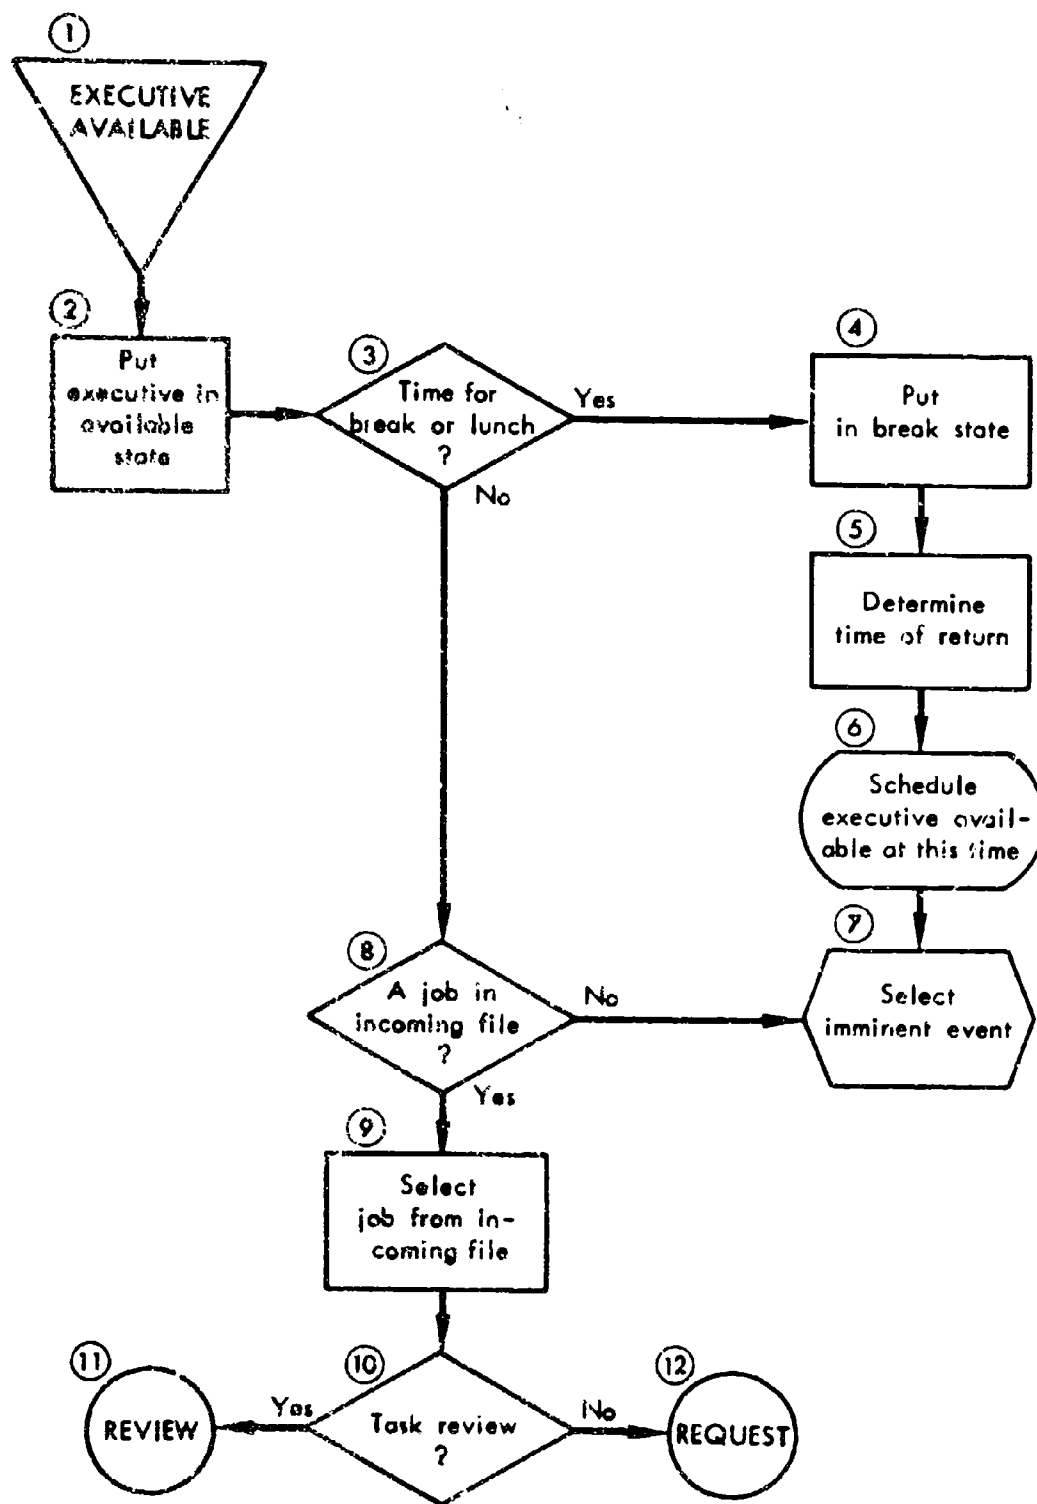 1
EXECUTIVE
AVAILABLE
2
Put
executive in
available
state
3
Time for
break or lunch
?
Yes
No
4
Put
in break state
5
Determine
time of return
6
Schedule
executive avail-
able at this time
7
Select
imminent event
8
A job in
incoming file
?
No
Yes
9
Select
job from in-
coming file
10
Task review
?
Yes
No
11
REVIEW
12
REQUEST